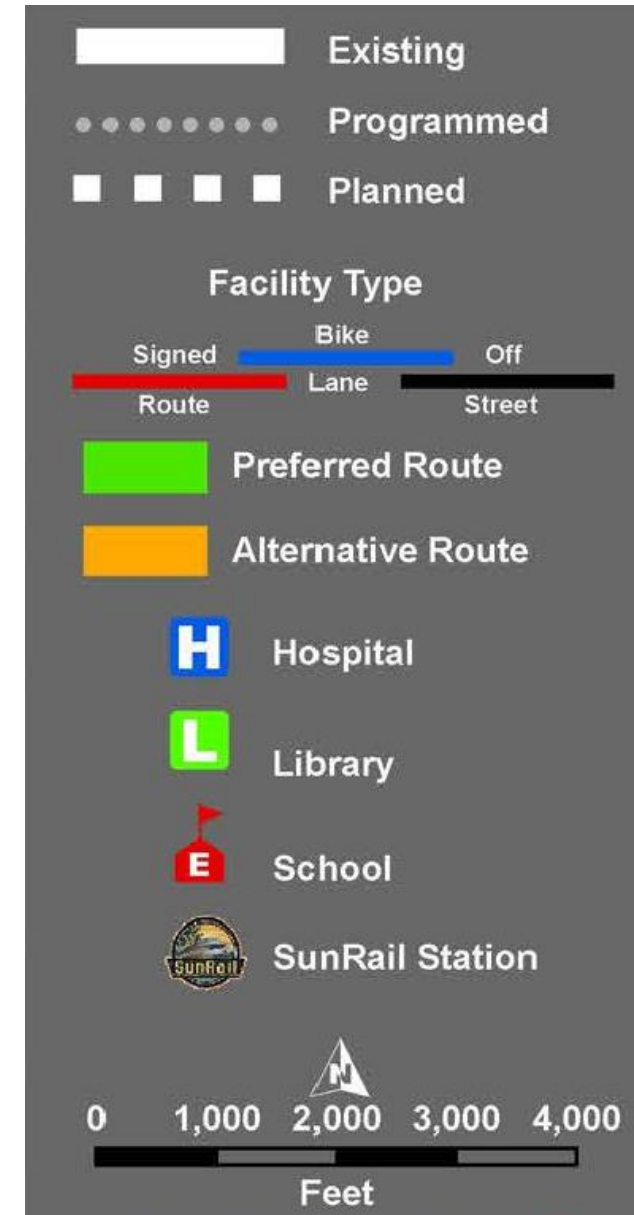 Existing
Programmed
Planned
Facility Type
Signed Bike Off
Route Lane Street
Preferred Route
Alternative Route
H Hospital
L Library
E School
SunRail SunRail Station
N
0 1,000 2,000 3,000 4,000
Feet